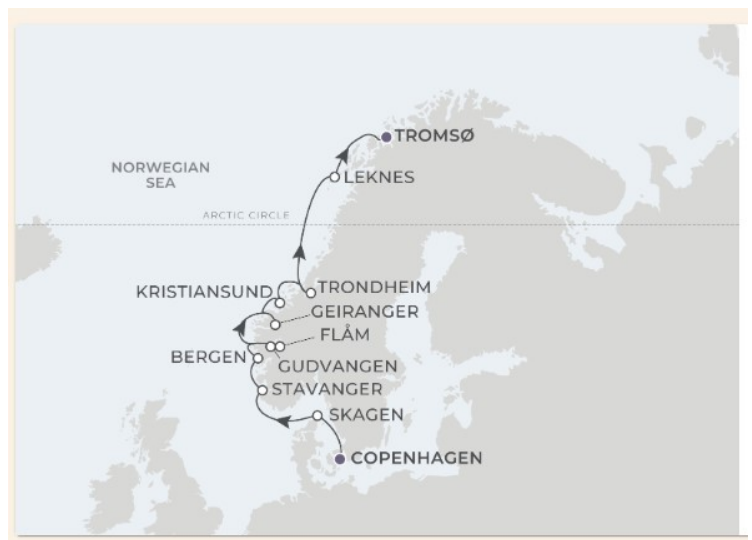 TROMSØ
NORWEGIAN
SEA
LEKNES
ARCTIC CIRCLE
KRISTIANSUND
TRONDHEIM
GEIRANGER
FLÅM
BERGEN
GUDVANGEN
STAVANGER
SKAGEN
COPENHAGEN